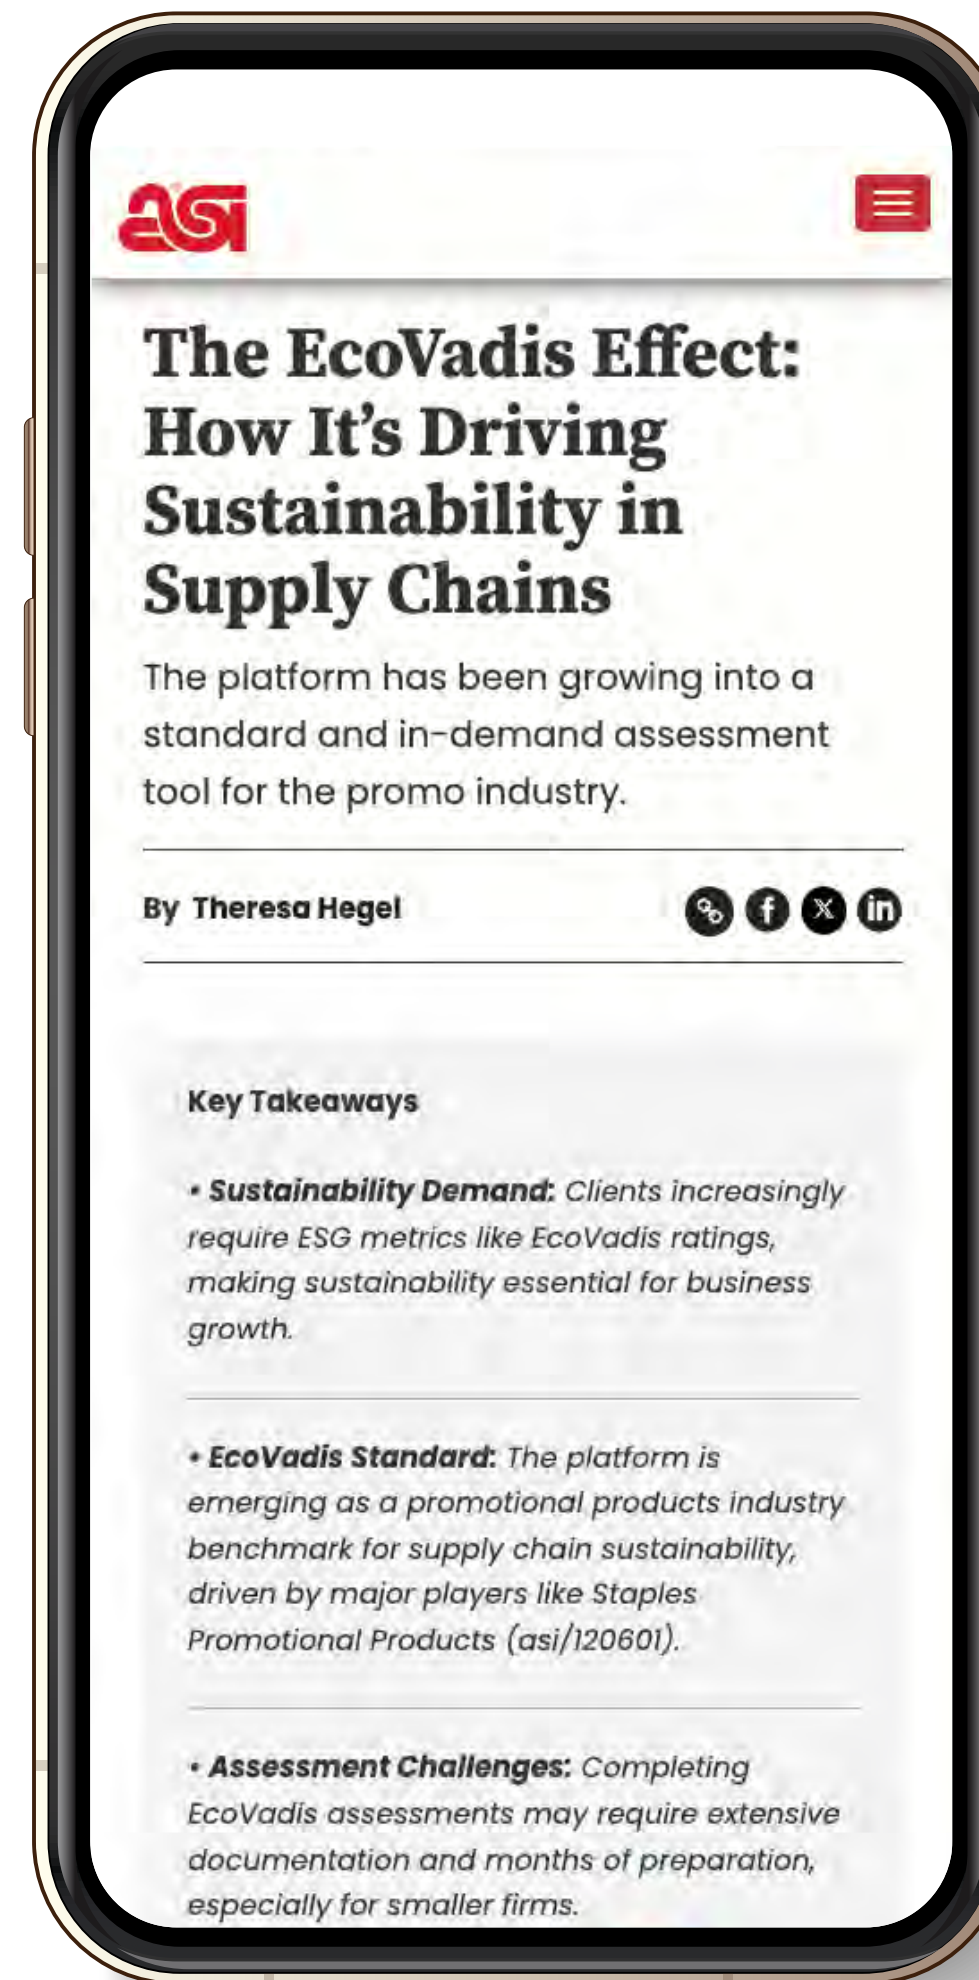 asi
The EcoVadis Effect:
How It’s Driving
Sustainability in
Supply Chains
The platform has been growing into a
standard and in-demand assessment
tool for the promo industry.
By Theresa Hegel
Key Takeaways
• Sustainability Demand: Clients increasingly
require ESG metrics like EcoVadis ratings,
making sustainability essential for business
growth.
• EcoVadis Standard: The platform is
emerging as a promotional products industry
benchmark for supply chain sustainability,
driven by major players like Staples
Promotional Products (asi/120601).
• Assessment Challenges: Completing
EcoVadis assessments may require extensive
documentation and months of preparation,
especially for smaller firms.